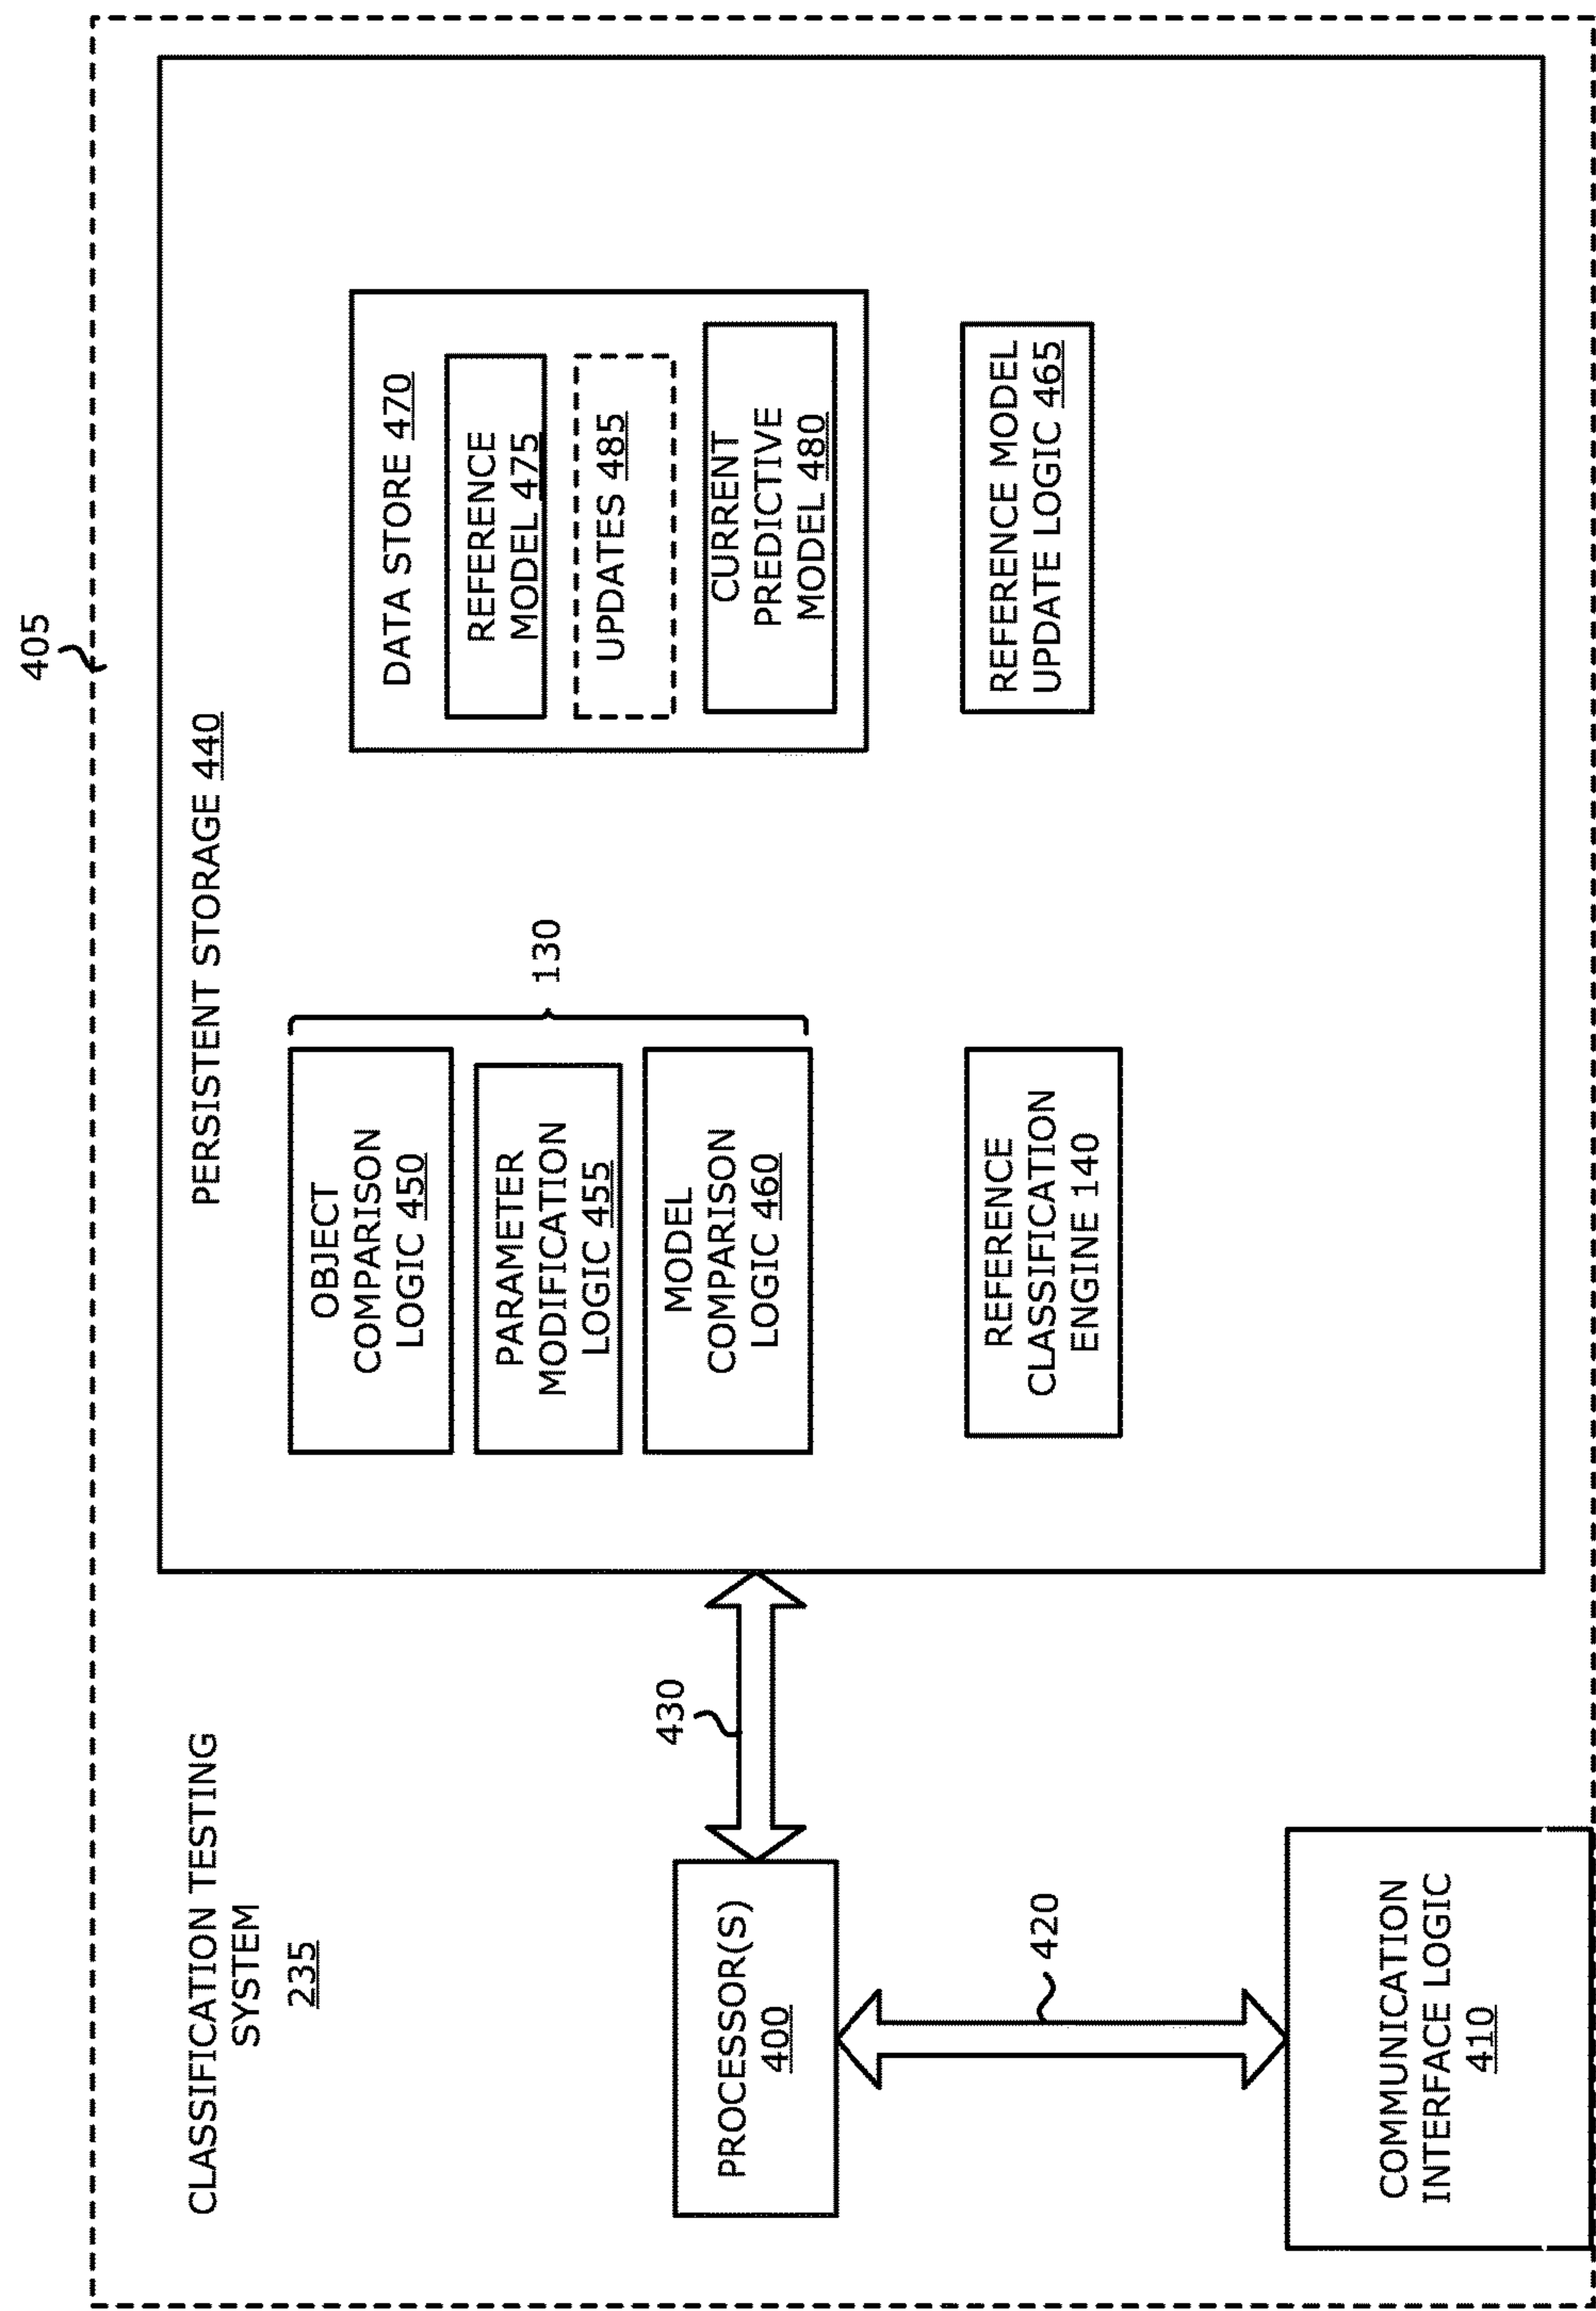 405
CLASSIFICATION TESTING
SYSTEM
235
PROCESSOR(S)
400
420
COMMUNICATION
INTERFACE LOGIC
410
430
PERSISTENT STORAGE 440
OBJECT
COMPARISON
LOGIC 450
PARAMETER
MODIFICATION
LOGIC 455
MODEL
COMPARISON
LOGIC 460
130
REFERENCE
CLASSIFICATION
ENGINE 140
DATA STORE 470
REFERENCE
MODEL 475
UPDATES 485
CURRENT
PREDICTIVE
MODEL 480
REFERENCE MODEL
UPDATE LOGIC 465